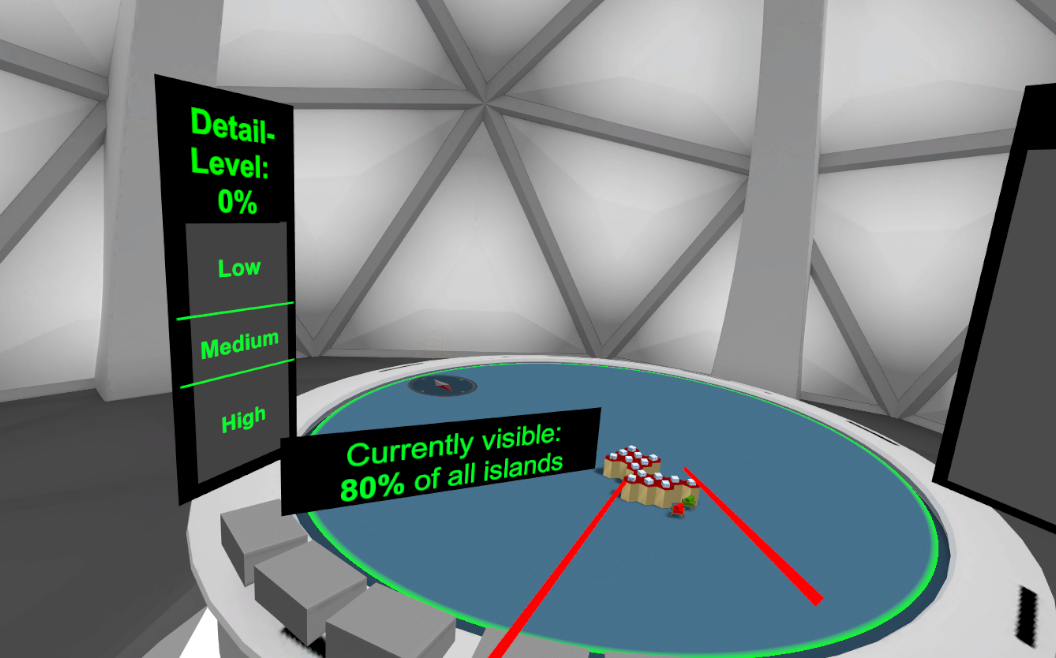 Detail-
Level:
0%
Low
Medium
High
Currently visible:
80% of all islands